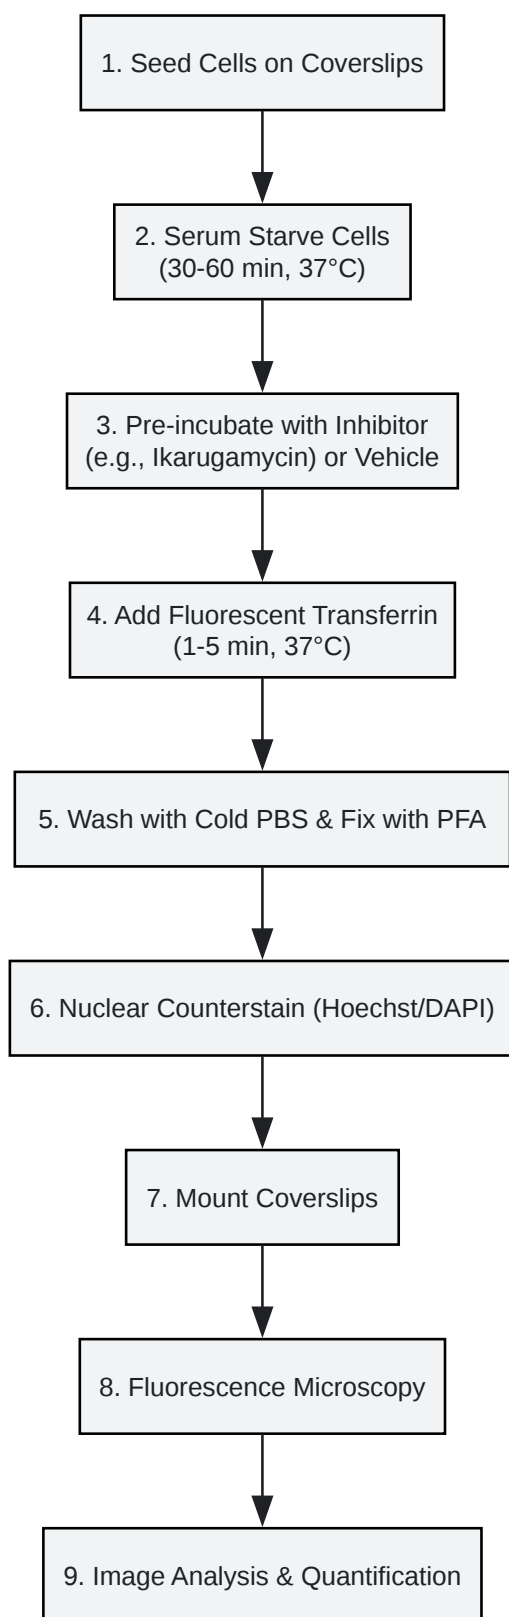 1. Seed Cells on Coverslips
2. Serum Starve Cells
(30-60 min, 37°C)
3. Pre-incubate with Inhibitor
(e.g., Ikarugamycin) or Vehicle
4. Add Fluorescent Transferrin
(1-5 min, 37°C)
5. Wash with Cold PBS & Fix with PFA
6. Nuclear Counterstain (Hoechst/DAPI)
7. Mount Coverslips
8. Fluorescence Microscopy
9. Image Analysis & Quantification